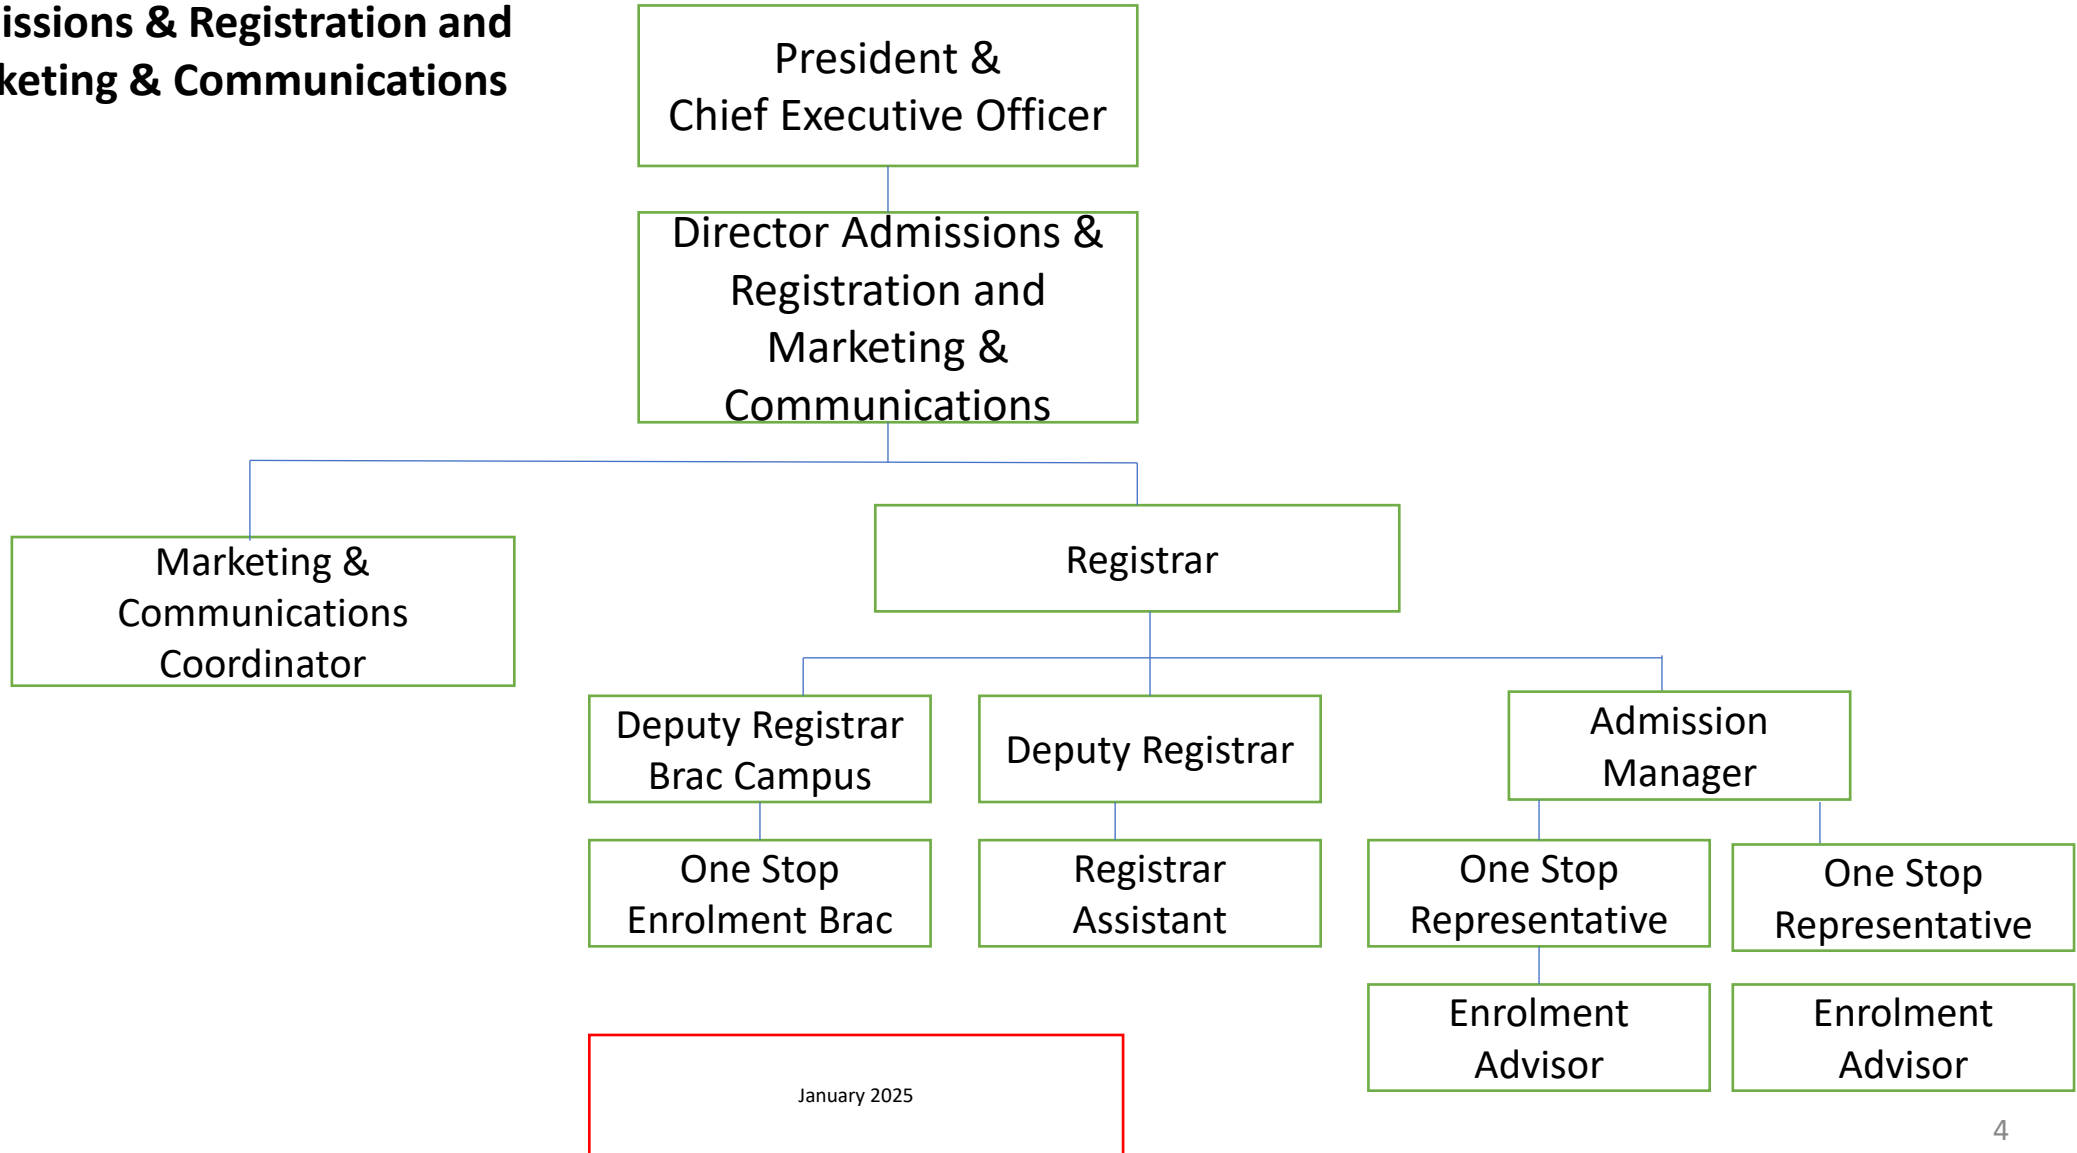 issions & Registration and
keting & Communications
President &
Chief Executive Officer
Director Admissions &
Registration and
Marketing &
Communications
Marketing &
Communications
Coordinator
Registrar
Deputy Registrar
Brac Campus
Deputy Registrar
Admission
Manager
One Stop
Enrolment Brac
Registrar
Assistant
One Stop
Representative
One Stop
Representative
Enrolment
Advisor
Enrolment
Advisor
January 2025
4